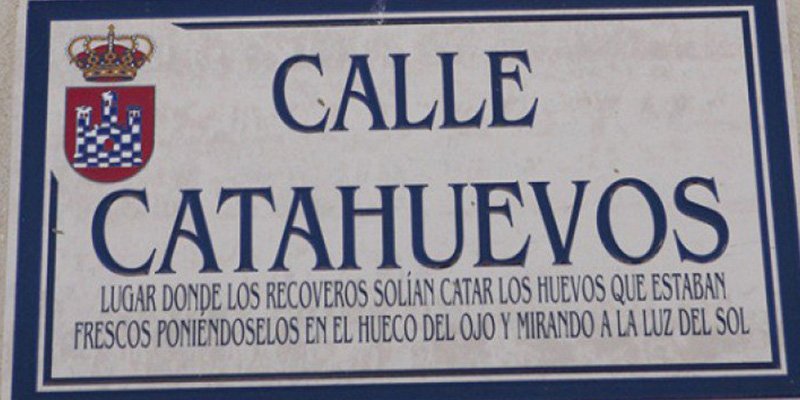 CALLE
CATAHUEVOS
LUGAR DONDE LOS RECOVEROS SOLÍAN CATAR LOS HUEVOS QUE ESTABAN
FRESCOS PONIÉNDOSELOS EN EL HUECO DEL OJO Y MIRANDO A LA LUZ DEL SOL